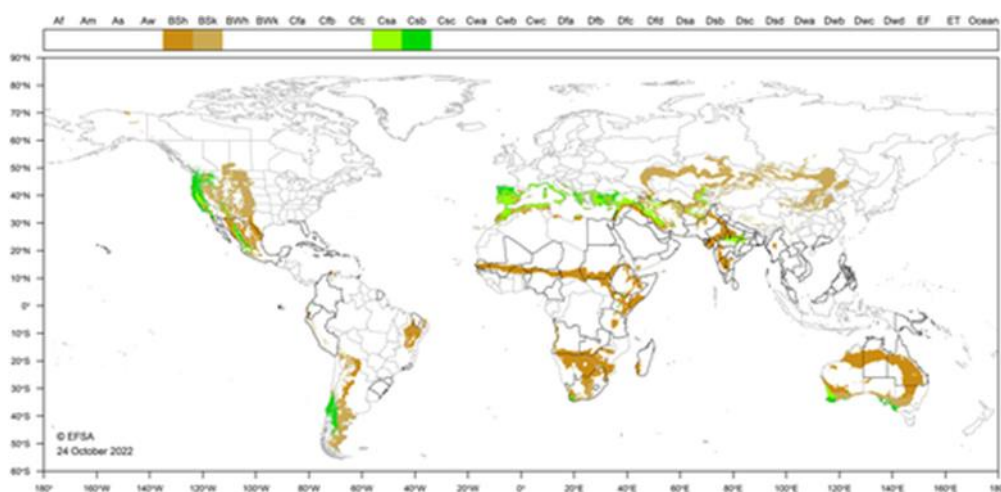 Af Am As Aw BSh BSk BWh BWk Cfa Cfb Cfc Csa Csb Csc Cwa Cwb Cwc Dfa Dfb Dfc Dfd Dsa Dsb Dsc Dsd Dwa Dwb Dwc Dwd EF ET Ocean
90°N
80°N
70°N
60°N
50°N
40°N
30°N
20°N
10°N
0°
10°S
20°S
30°S
40°S
50°S
60°S
© EFSA
24 October 2022
180° 160°W 140°W 120°W 100°W 80°W 60°W 40°W 20°W 0° 20°E 40°E 60°E 80°E 100°E 120°E 140°E 160°E 180°